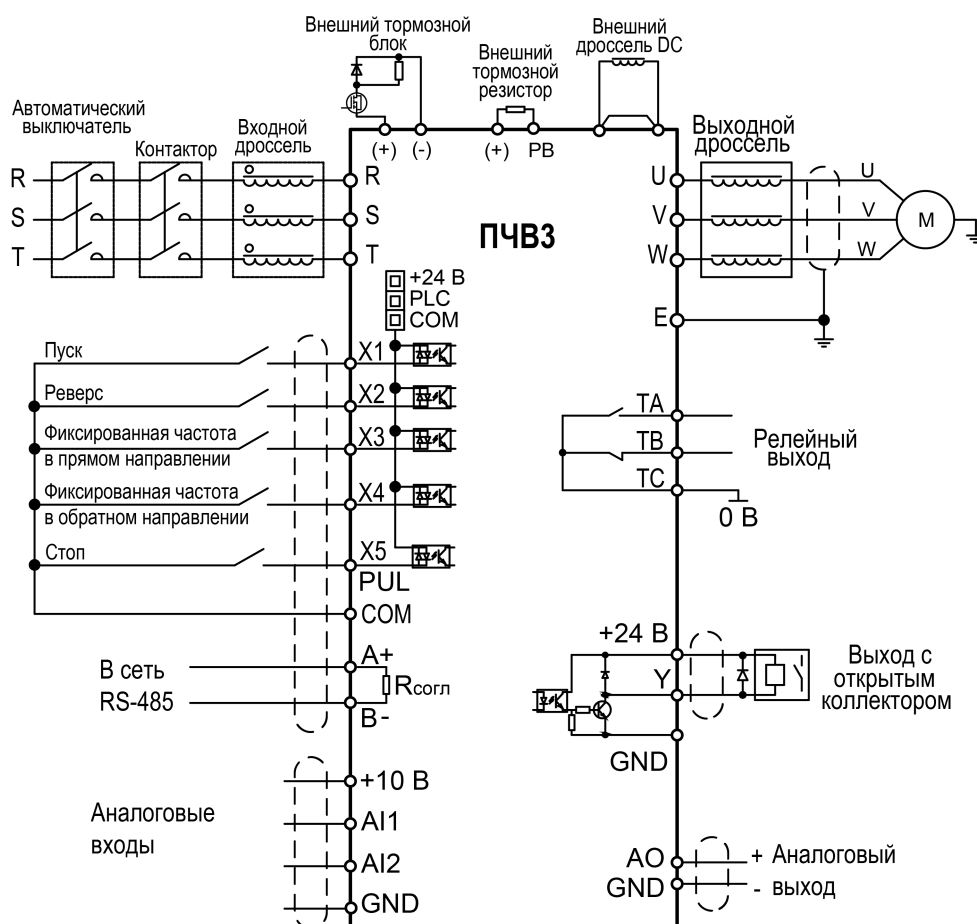 Внешний тормозной
блок
Внешний
тормозной
резистор
Внешний
дроссель DC
Автоматический
выключатель
Контактор
Входной
дроссель
(+) (-)
(+) PB
Выходной
дроссель
R
S
T
R
S
T
ПЧВ3
U
V
W
U
V
W
M
E
+24 В
PLC
COM
Пуск
X1
Реверс
X2
Фиксированная частота
в прямом направлении
X3
Фиксированная частота
в обратном направлении
X4
Стоп
X5
PUL
COM
TA
TB
TC
Релейный
выход
0 В
В сеть
RS-485
A+
Rсогл
B-
+24 В
Y
GND
Выход с
открытым
коллектором
Аналоговые
входы
+10 В
AI1
AI2
GND
AO
GND
+ Аналоговый
- выход